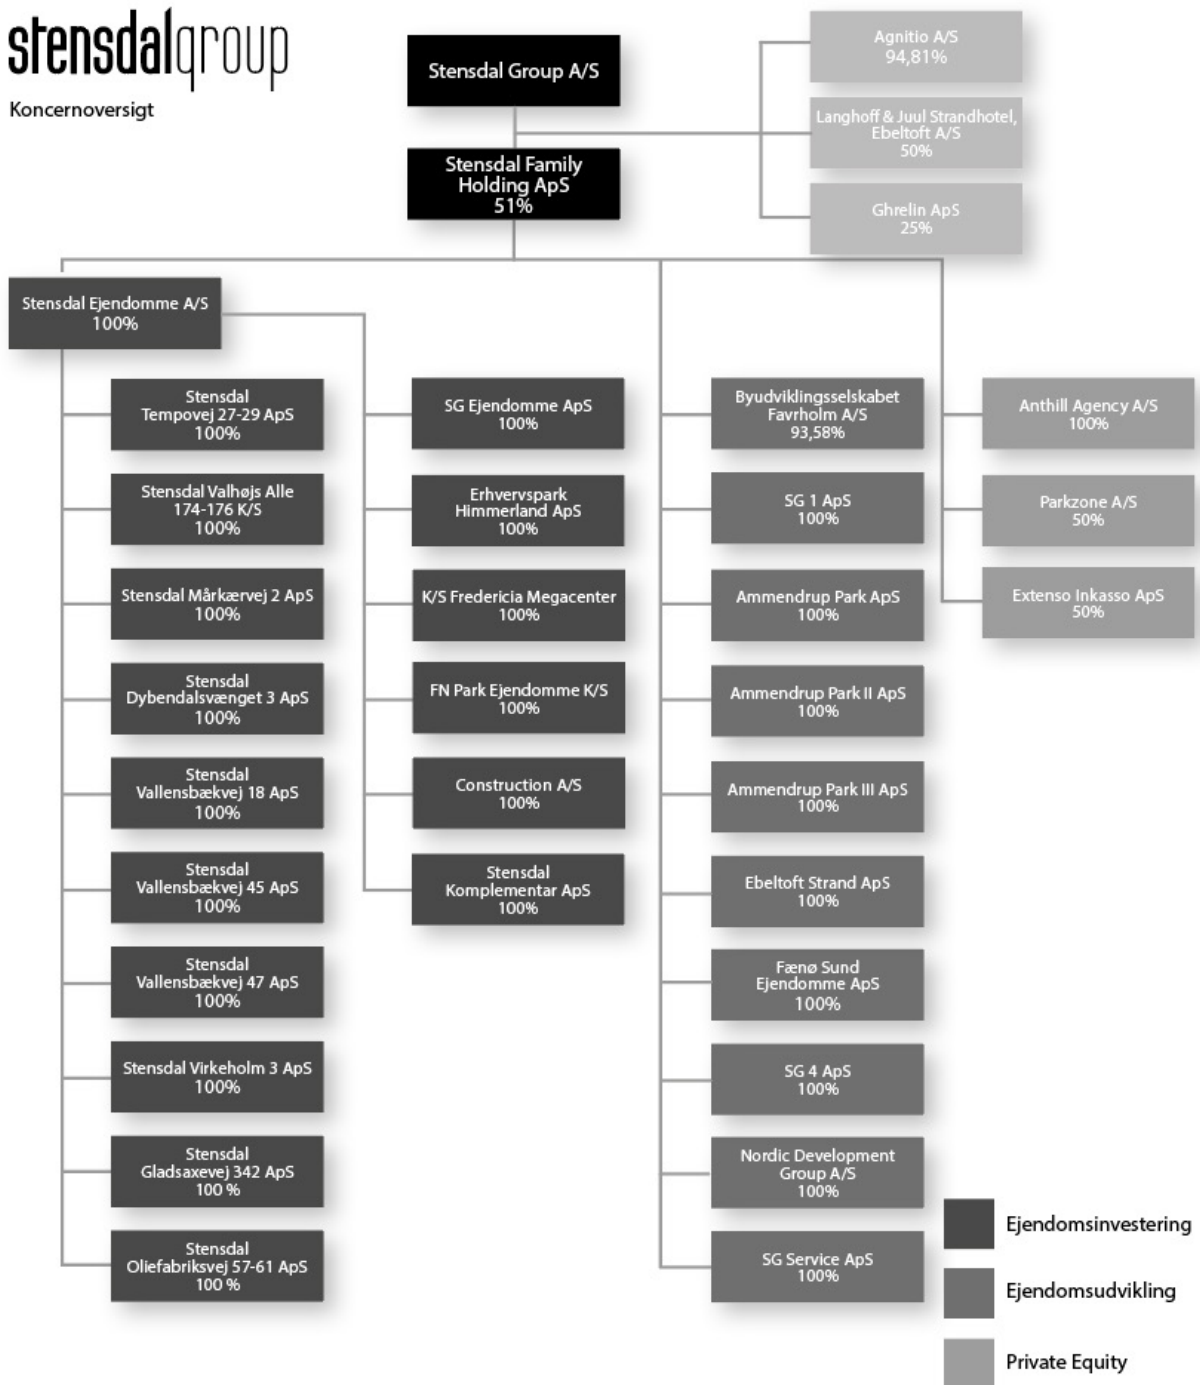 stensdalgroup
Koncernoversigt
Stensdal Group A/S
Stensdal Family
Holding ApS
51%
Agnitio A/S
94,81%
Langhoff & Juul Strandhotel,
Ebeltoft A/S
50%
Ghrelin ApS
25%
Stensdal Ejendomme A/S
100%
Stensdal
Tempovej 27-29 ApS
100%
Stensdal Valhøjs Alle
174-176 K/S
100%
Stensdal Mårkærvej 2 ApS
100%
Stensdal
Dybendalsvænget 3 ApS
100%
Stensdal
Vallensbækvej 18 ApS
100%
Stensdal
Vallensbækvej 45 ApS
100%
Stensdal
Vallensbækvej 47 ApS
100%
Stensdal Virkeholm 3 ApS
100%
Stensdal
Gladsaxevej 342 ApS
100 %
Stensdal
Oliefabriksvej 57-61 ApS
100 %
SG Ejendomme ApS
100%
Erhvervspark
Himmerland ApS
100%
K/S Fredericia Megacenter
100%
FN Park Ejendomme K/S
100%
Construction A/S
100%
Stensdal
Komplementar ApS
100%
Byudviklingsselskabet
Favrholm A/S
93,58%
SG 1 ApS
100%
Ammendrup Park ApS
100%
Ammendrup Park II ApS
100%
Ammendrup Park III ApS
100%
Ebeltoft Strand ApS
100%
Fænø Sund
Ejendomme ApS
100%
SG 4 ApS
100%
Nordic Development
Group A/S
100%
SG Service ApS
100%
Anthill Agency A/S
100%
Parkzone A/S
50%
Extenso Inkasso ApS
50%
Ejendomsinvestering
Ejendomsudvikling
Private Equity